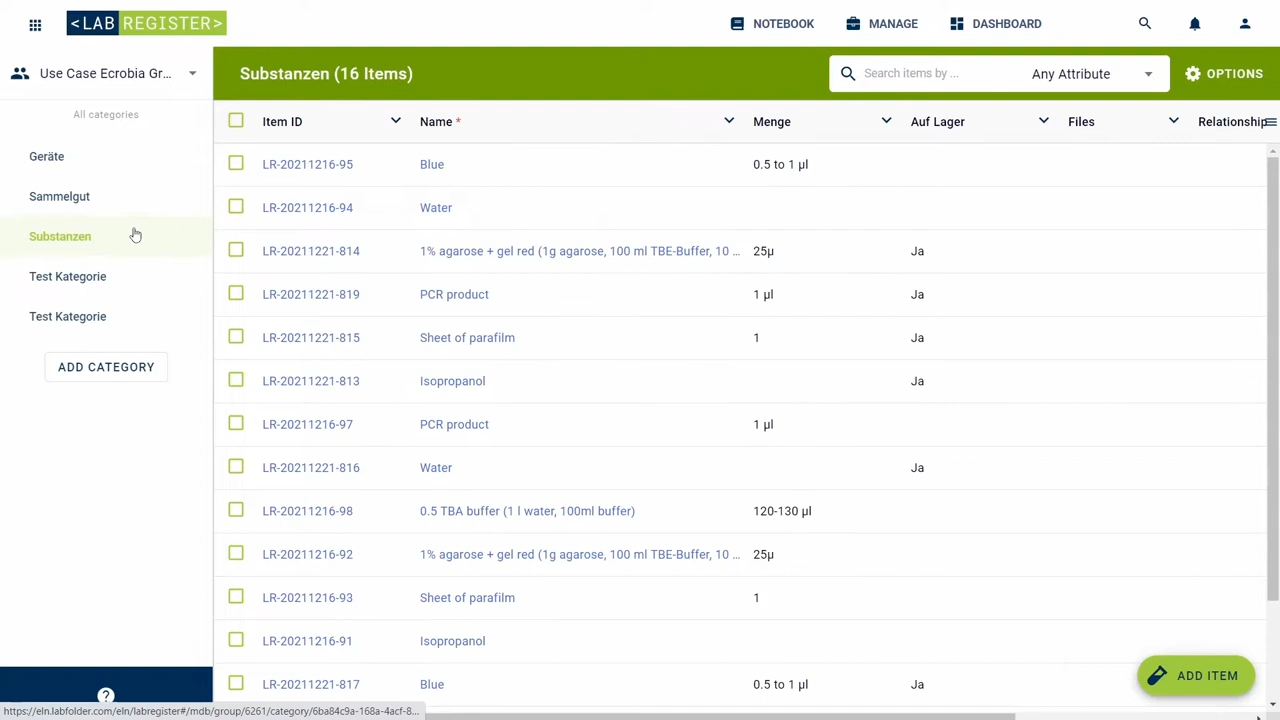 <LAB REGISTER>
NOTEBOOK
MANAGE
DASHBOARD
Use Case Ecrobia Gr...
Substanzen (16 Items)
Search items by ...
Any Attribute
OPTIONS
All categories
Geräte
Sammelgut
Substanzen
Test Kategorie
Test Kategorie
ADD CATEGORY
Item ID Name * Menge Auf Lager Files Relationship
LR-20211216-95 Blue 0.5 to 1 µl
LR-20211216-94 Water
LR-20211221-814 1% agarose + gel red (1g agarose, 100 ml TBE-Buffer, 10 ... 25µ Ja
LR-20211221-819 PCR product 1 µl Ja
LR-20211221-815 Sheet of parafilm 1 Ja
LR-20211221-813 Isopropanol Ja
LR-20211216-97 PCR product 1 µl
LR-20211221-816 Water Ja
LR-20211216-98 0.5 TBA buffer (1 l water, 100ml buffer) 120-130 µl
LR-20211216-92 1% agarose + gel red (1g agarose, 100 ml TBE-Buffer, 10 ... 25µ
LR-20211216-93 Sheet of parafilm 1
LR-20211216-91 Isopropanol
LR-20211221-817 Blue 0.5 to 1 µl Ja
ADD ITEM
?
https://eln.labfolder.com/eln/labregister#/mdb/group/6261/category/6ba84c9a-168a-4acf-8...